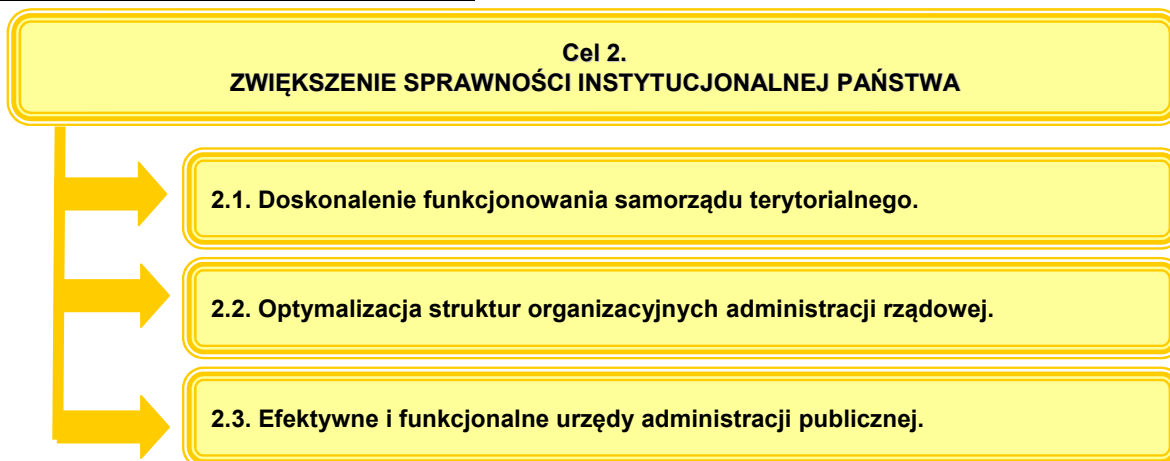 Cel 2.
ZWIĘKSZENIE SPRAWNOŚCI INSTYTUCJONALNEJ PAŃSTWA
2.1. Doskonalenie funkcjonowania samorządu terytorialnego.
2.2. Optymalizacja struktur organizacyjnych administracji rządowej.
2.3. Efektywne i funkcjonalne urzędy administracji publicznej.